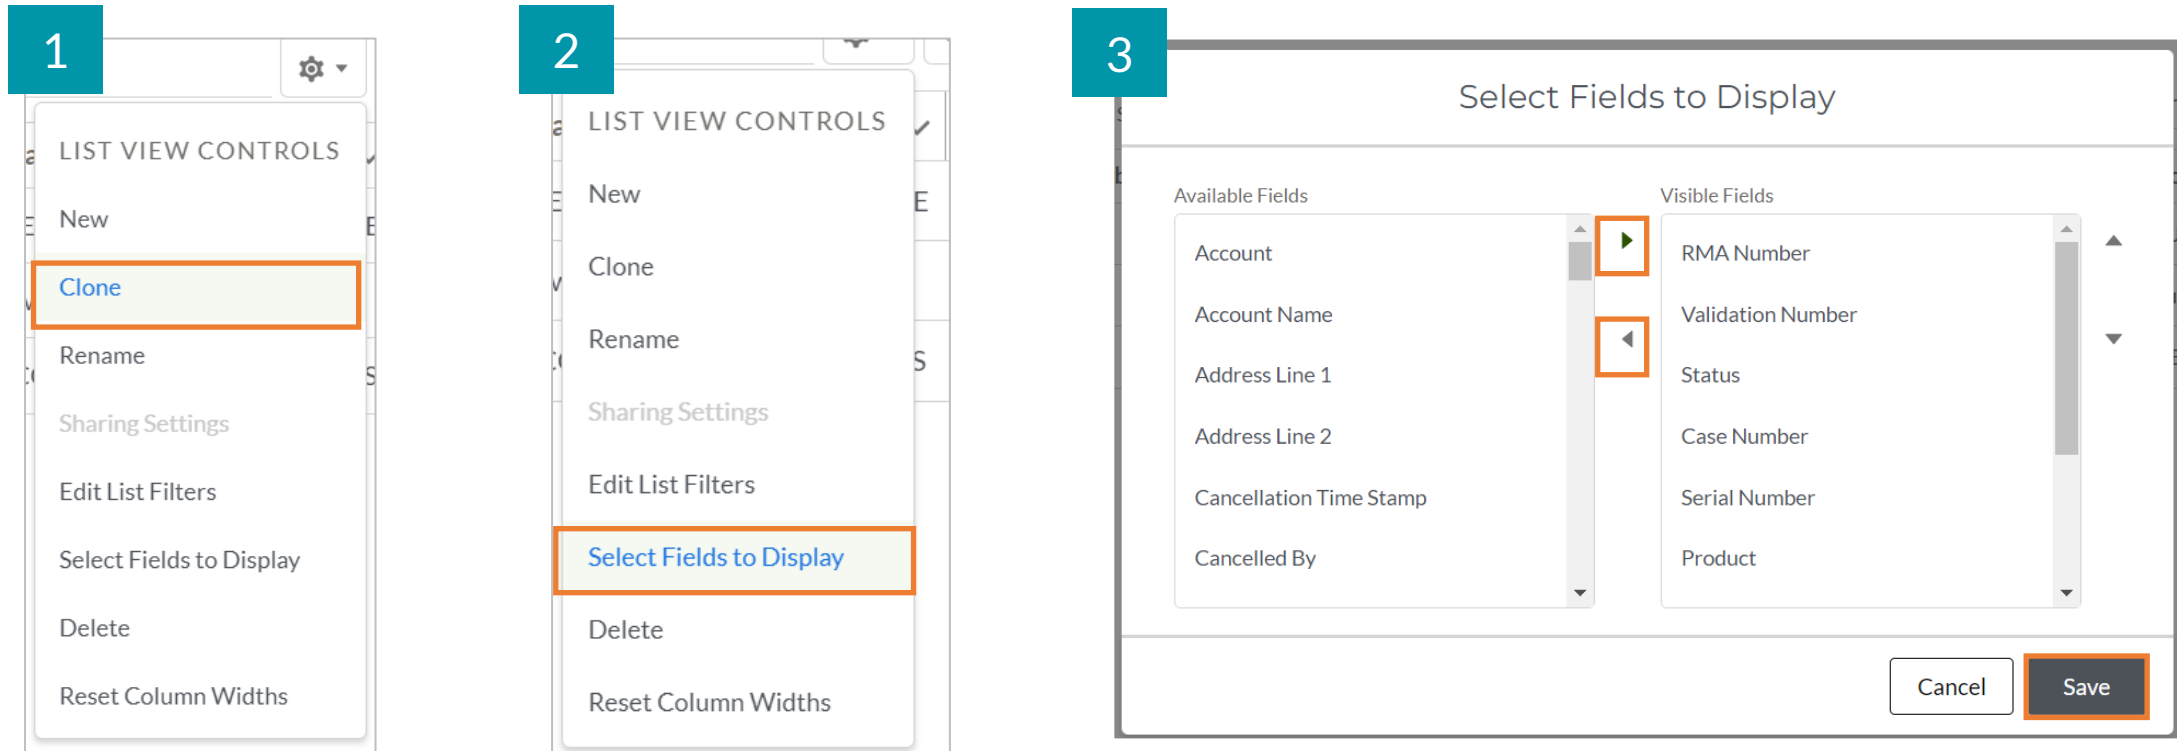 1
LIST VIEW CONTROLS
New
Clone
Rename
Sharing Settings
Edit List Filters
Select Fields to Display
Delete
Reset Column Widths
2
LIST VIEW CONTROLS
New
Clone
Rename
Sharing Settings
Edit List Filters
Select Fields to Display
Delete
Reset Column Widths
3
Select Fields to Display
Available Fields
Account
Account Name
Address Line 1
Address Line 2
Cancellation Time Stamp
Cancelled By
Visible Fields
RMA Number
Validation Number
Status
Case Number
Serial Number
Product
Cancel
Save